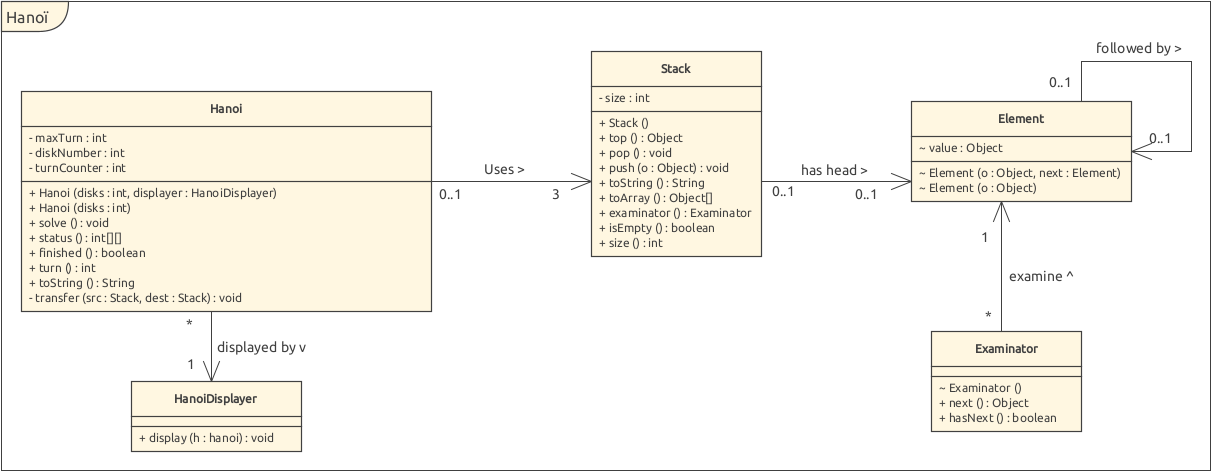 Hanoï
Hanoi
- maxTurn : int
- diskNumber : int
- turnCounter : int
+ Hanoi (disks : int, displayer : HanoiDisplayer)
+ Hanoi (disks : int)
+ solve () : void
+ status () : int[][]
+ finished () : boolean
+ turn () : int
+ toString () : String
- transfer (src : Stack, dest : Stack) : void
Uses >
0..1
3
Stack
- size : int
+ Stack ()
+ top () : Object
+ pop () : void
+ push (o : Object) : void
+ toString () : String
+ toArray () : Object[]
+ examinator () : Examinator
+ isEmpty () : boolean
+ size () : int
has head >
0..1
0..1
followed by >
0..1
0..1
Element
~ value : Object
~ Element (o : Object, next : Element)
~ Element (o : Object)
1
examine ^
*
Examinator
~ Examinator ()
+ next () : Object
+ hasNext () : boolean
*
displayed by v
1
HanoiDisplayer
+ display (h : hanoi) : void